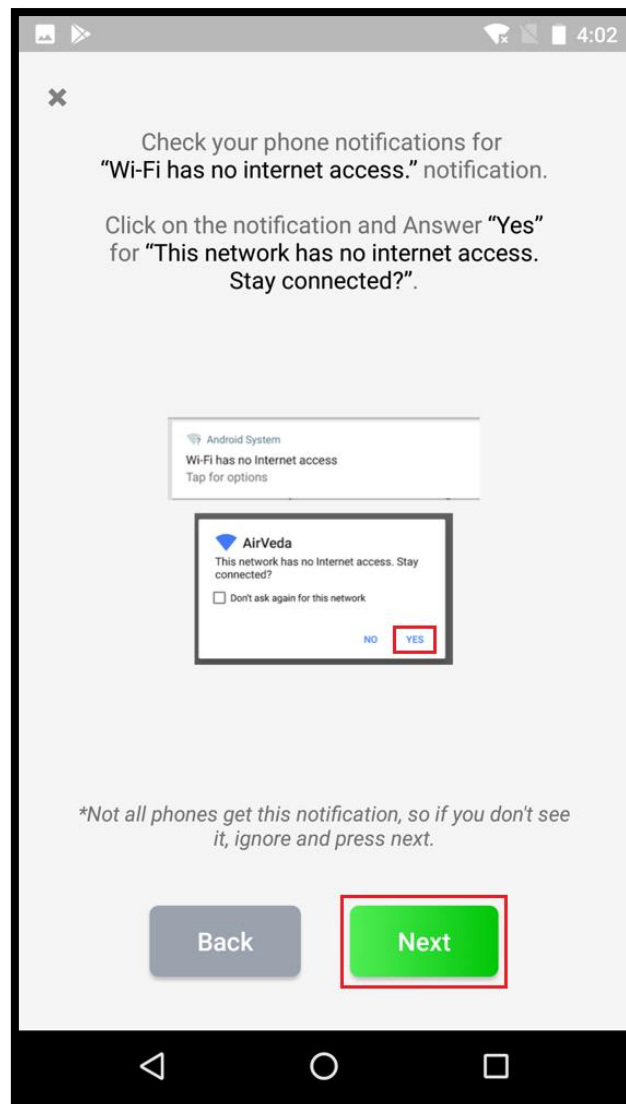 4:02
Check your phone notifications for
“Wi-Fi has no internet access.” notification.
Click on the notification and Answer “Yes”
for “This network has no internet access.
Stay connected?”.
Android System
Wi-Fi has no Internet access
Tap for options
AirVeda
This network has no Internet access. Stay
connected?
Don't ask again for this network
NO YES
*Not all phones get this notification, so if you don't see
it, ignore and press next.
Back Next